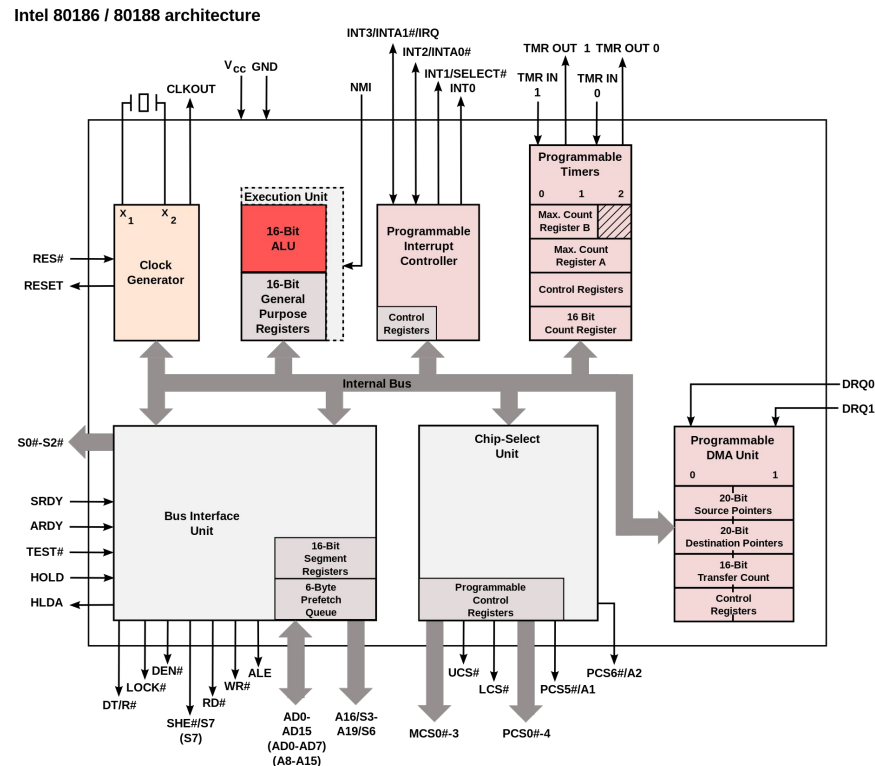 Intel 80186 / 80188 architecture
INT3/INTA1#/IRQ
INT2/INTA0#
INT1/SELECT#
INT0
TMR OUT 1 TMR OUT 0
TMR IN
1
TMR IN
0
VCC GND
CLKOUT
NMI
X1 X2
Clock
Generator
RES#
RESET
Execution Unit
16-Bit
ALU
16-Bit
General
Purpose
Registers
Programmable
Interrupt
Controller
Control
Registers
Programmable
Timers
0 1 2
Max. Count
Register B
Max. Count
Register A
Control Registers
16 Bit
Count Register
Internal Bus
DRQ0
DRQ1
S0#-S2#
SRDY
ARDY
TEST#
HOLD
HLDA
Bus Interface
Unit
16-Bit
Segment
Registers
6-Byte
Prefetch
Queue
Chip-Select
Unit
Programmable
Control
Registers
Programmable
DMA Unit
0 1
20-Bit
Source Pointers
20-Bit
Destination Pointers
16-Bit
Transfer Count
Control
Registers
DT/R#
LOCK#
DEN#
SHE#/S7
(S7)
RD#
WR#
ALE
AD0-
AD15
(AD0-AD7)
(A8-A15)
A16/S3-
A19/S6
MCS0#-3
UCS#
LCS#
PCS0#-4
PCS5#/A1
PCS6#/A2